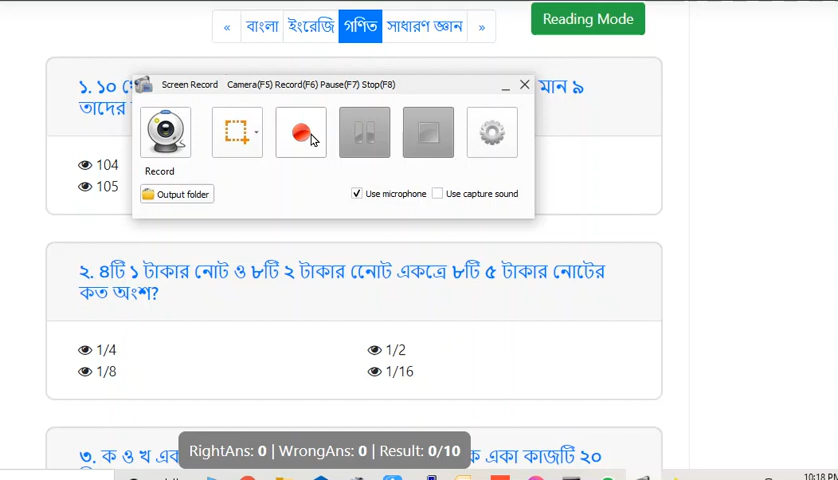 « বাংলা ইংরেজি গণিত সাধারণ জ্ঞান »
Reading Mode
১. ১০ মান ৯
তাদের
Screen Record Camera(F5) Record(F6) Pause(F7) Stop(F8)
Record
Output folder
Use microphone Use capture sound
104
105
২. ৪টি ১ টাকার নোট ও ৮টি ২ টাকার নোেট একত্রে ৮টি ৫ টাকার নোটের
কত অংশ?
1/4 1/2
1/8 1/16
৩. ক ও খ একা কাজটি ২০
RightAns: 0 | WrongAns: 0 | Result: 0/10
10:18 PM